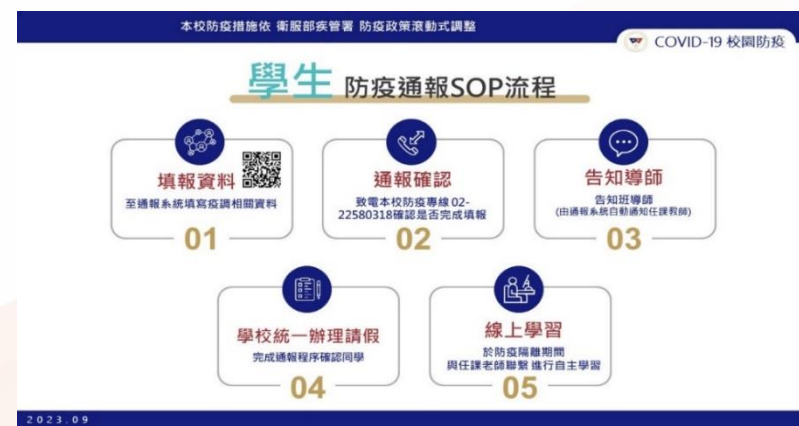 本校防疫措施依 衛服部疾管署 防疫政策滾動式調整
COVID-19 校園防疫
學生 防疫通報SOP流程
填報資料
至通報系統填寫疫調相關資料
01
通報確認
致電本校防疫專線02-
22580318確認是否完成填報
02
告知導師
告知班導師
(由通報系統自動通知任課教師)
03
學校統一辦理請假
完成通報程序確認同學
04
線上學習
於防疫隔離期間
與任課老師聯繫 進行自主學習
05
2023.09